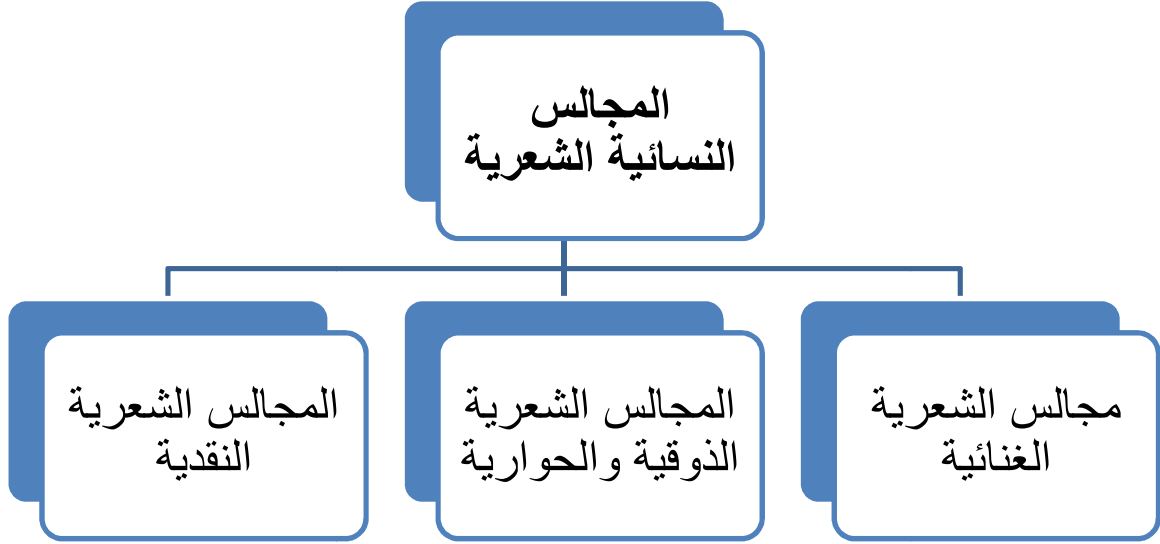 المجالس
النسائية الشعرية
مجالس الشعرية
الغنائية
المجالس الشعرية
الذوقية والحوارية
المجالس الشعرية
النقدية